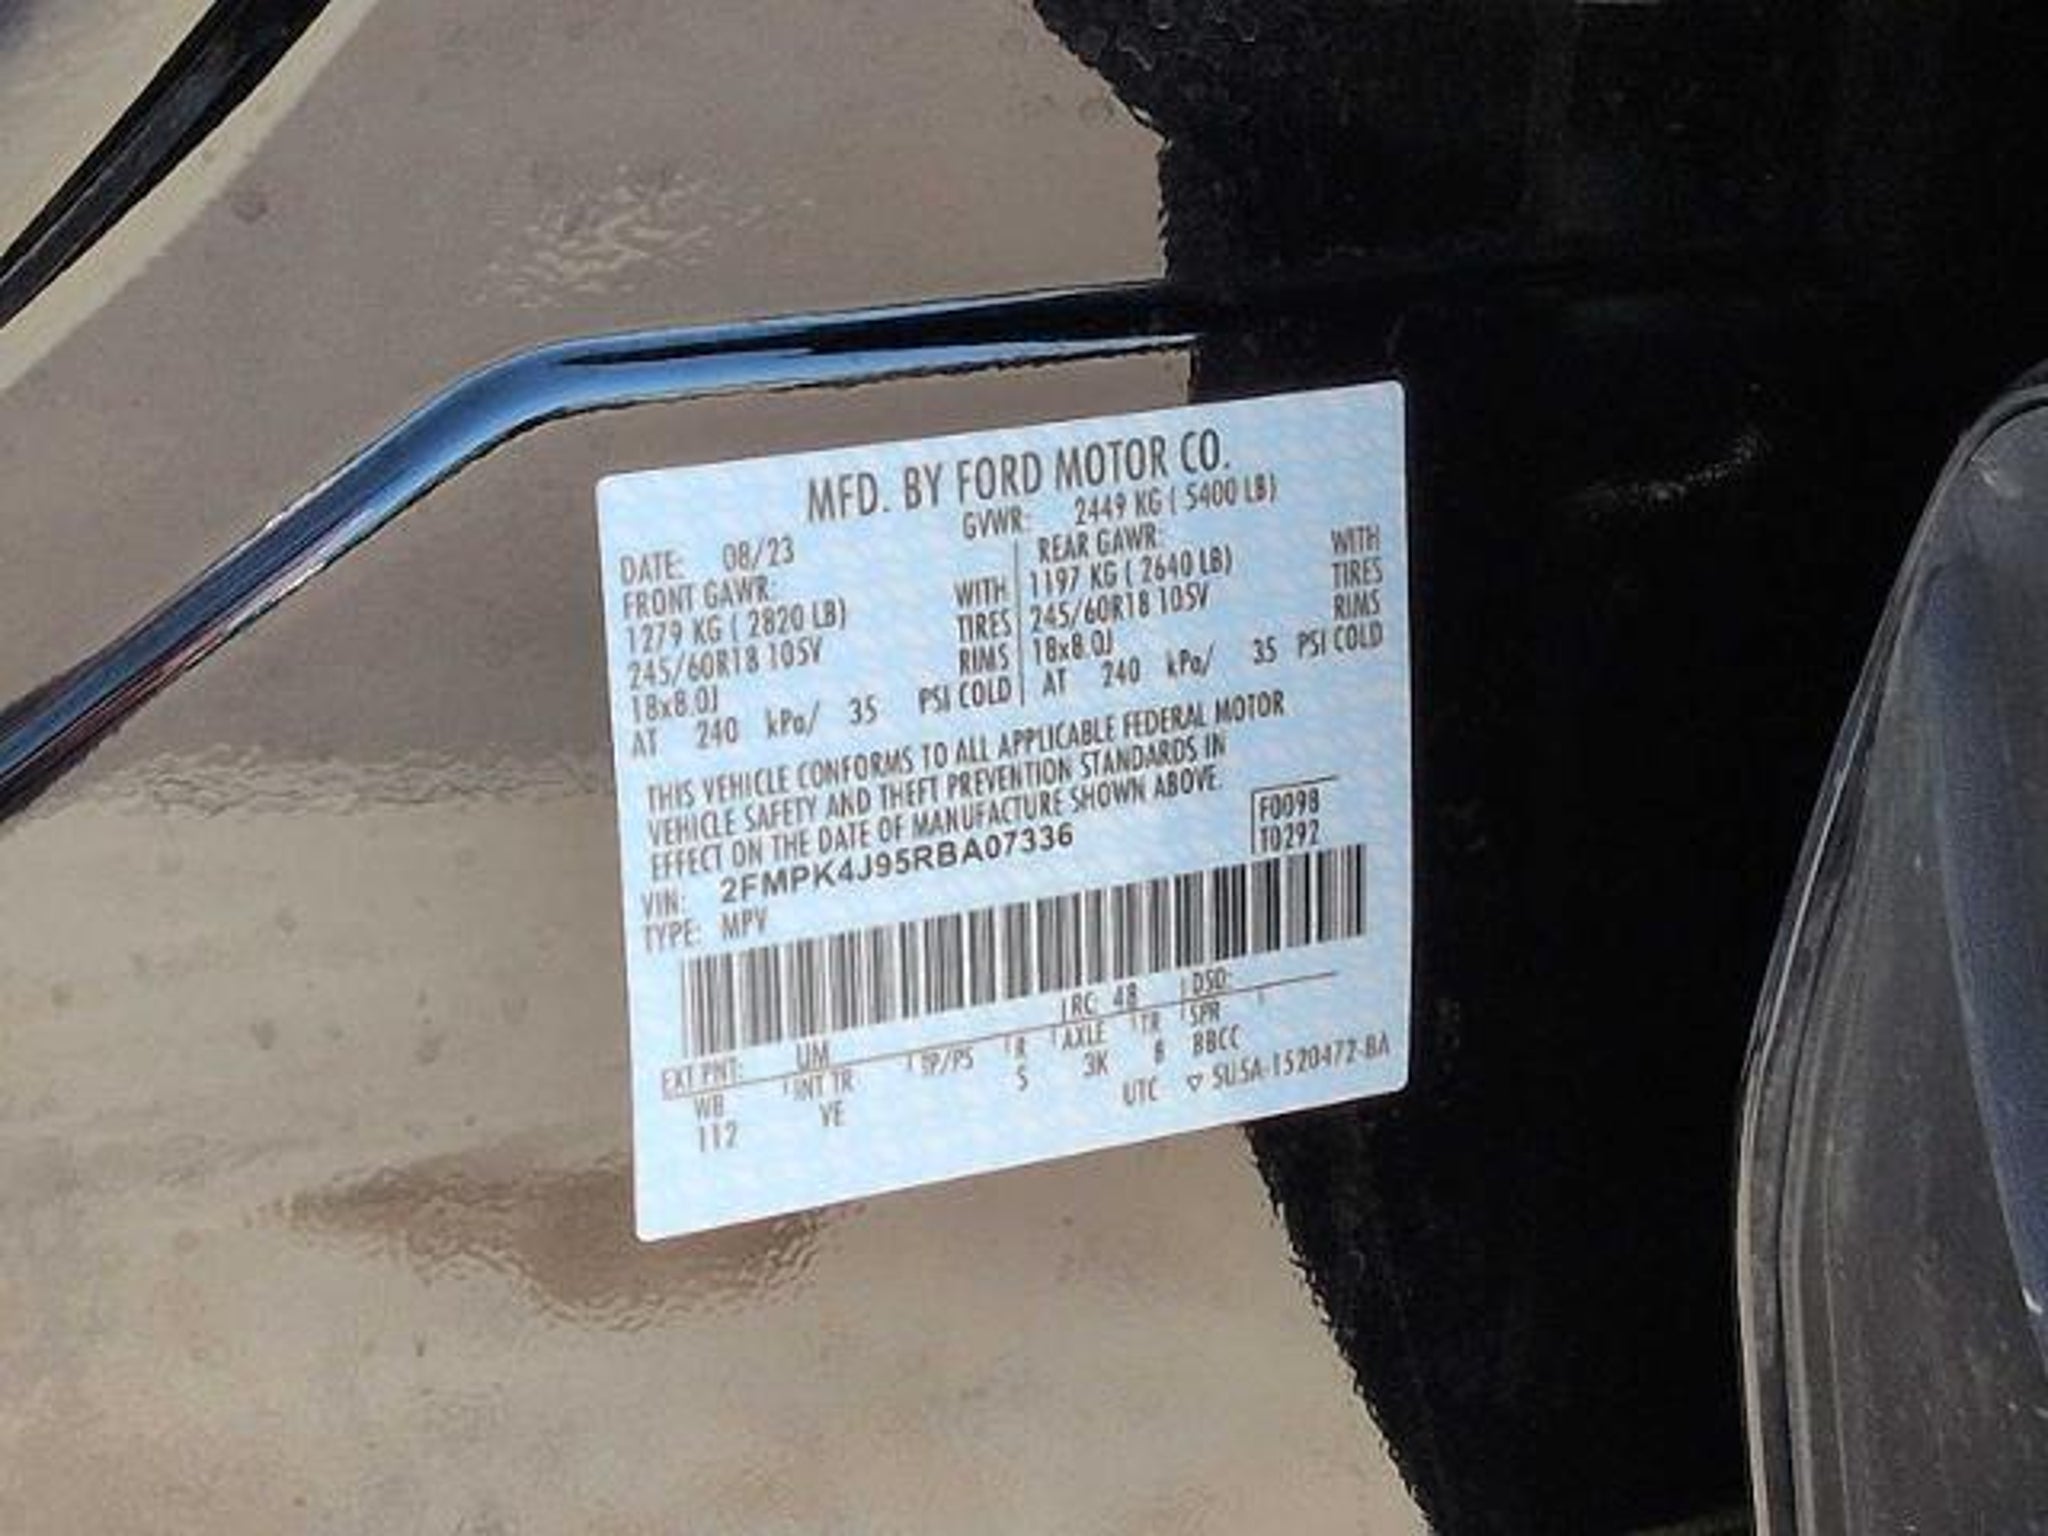 MFD. BY FORD MOTOR CO.
DATE: 08/23 GVWR: 2449 KG ( 5400 LB)
FRONT GAWR: WITH
1279 KG ( 2820 LB) TIRES
245/60R18 105V RIMS
18x8.0J
AT 240 kPa/ 35 PSI COLD
REAR GAWR: WITH
1197 KG ( 2640 LB) TIRES
245/60R18 105V RIMS
18x8.0J
AT 240 kPa/ 35 PSI COLD
THIS VEHICLE CONFORMS TO ALL APPLICABLE FEDERAL MOTOR
VEHICLE SAFETY AND THEFT PREVENTION STANDARDS IN
EFFECT ON THE DATE OF MANUFACTURE SHOWN ABOVE.
VIN: 2FMPK4J95RBA07336
F0098
T0292
TYPE: MPV
EXT PNT: UM RC: 48 DSO:
WB INT TR TP/PS R AXLE TR SPR
112 VE S 3K 8 BBCC
UTC ▽ SU5A-1520472-BA